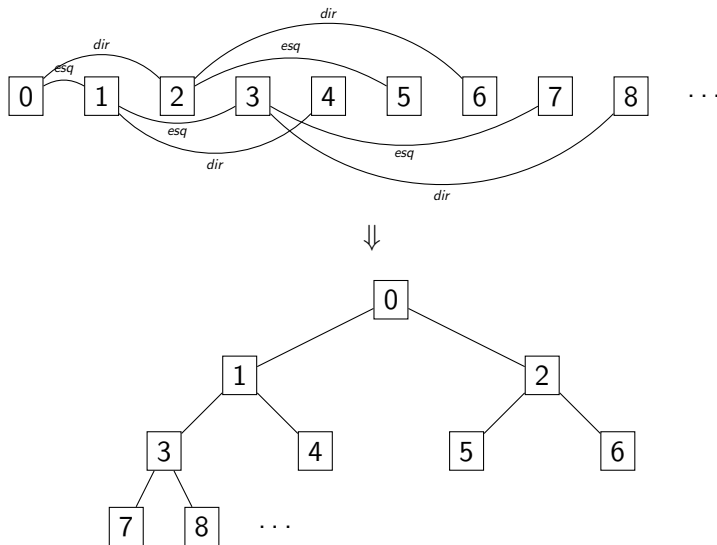 dir
dir
esq
esq
0 1 2 3 4 5 6 7 8 ...
esq
esq
dir
dir
⇓
0
1 2
3 4 5 6
7 8 ...